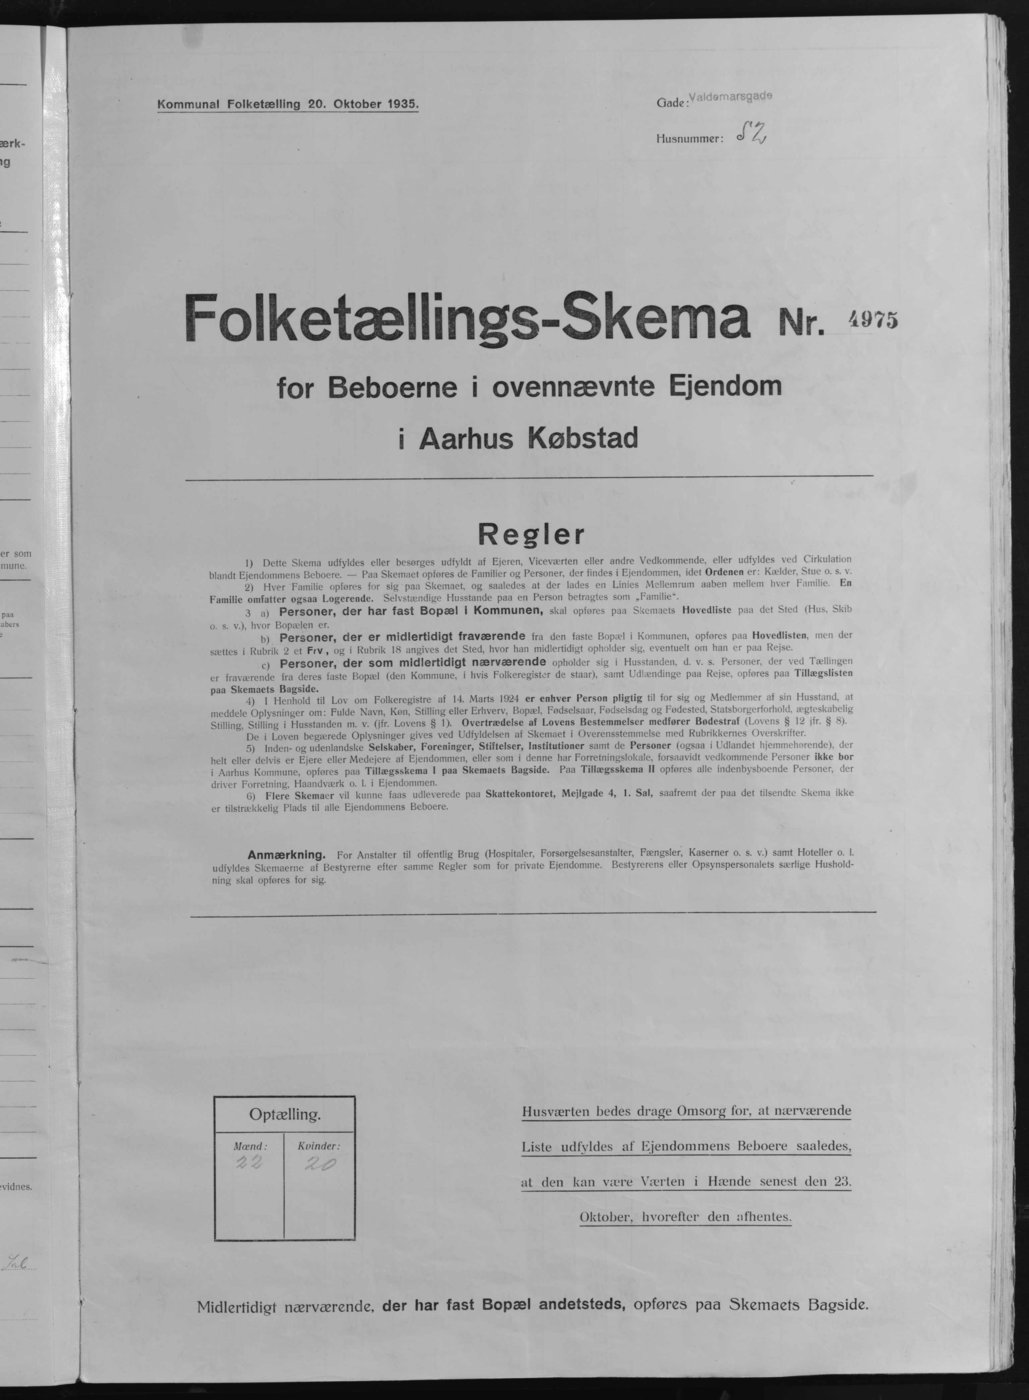 Kommunal Folketælling 20. Oktober 1935.
Gade: Valdemarsgade
Husnummer: 52
Folketællings-Skema Nr. 4975
for Beboerne i ovennævnte Ejendom
i Aarhus Købstad
Regler
1) Dette Skema udfyldes eller besørges udfyldt af Ejeren, Viceværten eller andre Vedkommende, eller udfyldes ved Cirkulation
blandt Ejendommens Beboere. — Paa Skemaet opføres de Familier og Personer, der findes i Ejendommen, idet Ordenen er: Kælder, Stue o. s. v.
2) Hver Familie opføres for sig paa Skemaet, og saaledes at der lades en Linies Mellemrum aaben mellem hver Familie. En
Familie omfatter ogsaa Logerende. Selvstændige Husstande paa en Person betragtes som „Familie“.
3 a) Personer, der har fast Bopæl i Kommunen, skal opføres paa Skemaets Hovedliste paa det Sted (Hus, Skib
o. s. v.), hvor Bopælen er.
b) Personer, der er midlertidigt fraværende fra den faste Bopæl i Kommunen, opføres paa Hovedlisten, men der
sættes i Rubrik 2 et Frv., og i Rubrik 18 angives det Sted, hvor han midlertidigt opholder sig, eventuelt om han er paa Rejse.
c) Personer, der som midlertidigt nærværende opholder sig i Husstanden, d. v. s. Personer, der ved Tællingen
er fraværende fra deres faste Bopæl (den Kommune, i hvis Folkeregister de staar), samt Udlændinge paa Rejse, opføres paa Tillægslisten
paa Skemaets Bagside.
4) I Henhold til Lov om Folkeregistre af 14. Marts 1924 er enhver Person pligtig til for sig og Medlemmer af sin Husstand, at
meddele Oplysninger om: Fulde Navn, Køn, Stilling eller Erhverv, Bopæl, Fødselsaar, Fødselsdag og Fødested, Statsborgerforhold, ægteskabelig
Stilling, Stilling i Husstanden m. v. (jfr. Lovens § 1). Overtrædelse af Lovens Bestemmelser medfører Bødestraf (Lovens § 12 jfr. § 8).
De i Loven begjærede Oplysninger gives ved Udfyldelsen af Skemaet i Overensstemmelse med Rubrikkernes Overskrifter.
5) Inden- og udenlandske Selskaber, Foreninger, Stiftelser, Institutioner samt de Personer (ogsaa i Udlandet hjemmehørende), der
helt eller delvis er Ejere eller Medejere af Ejendommen, eller som i denne har Forretningslokale, forsaavidt vedkommende Personer ikke bor
i Aarhus Kommune, opføres paa Tillægsskema I paa Skemaets Bagside. Paa Tillægsskema II opføres alle indenbysboende Personer, der
driver Forretning, Haandværk o. l. i Ejendommen.
6) Flere Skemaer vil kunne faas udleverede paa Skattekontoret, Mejlgade 4, 1. Sal, saafremt der paa det tilsendte Skema ikke
er tilstrækkelig Plads til alle Ejendommens Beboere.
Anmærkning. For Anstalter til offentlig Brug (Hospitaler, Forsørgelsesanstalter, Fængsler, Kaserner o. s. v.) samt Hoteller o. l.
udfyldes Skemaerne af Bestyrerne efter samme Regler som for private Ejendomme. Bestyrerens eller Opsynspersonalets særlige Hushold-
ning skal opføres for sig.
Optælling.
Mænd: Kvinder:
22 20
Husværten bedes drage Omsorg for, at nærværende
Liste udfyldes af Ejendommens Beboere saaledes,
at den kan være Værten i Hænde senest den 23.
Oktober, hvorefter den afhentes.
Midlertidigt nærværende, der har fast Bopæl andetsteds, opføres paa Skemaets Bagside.